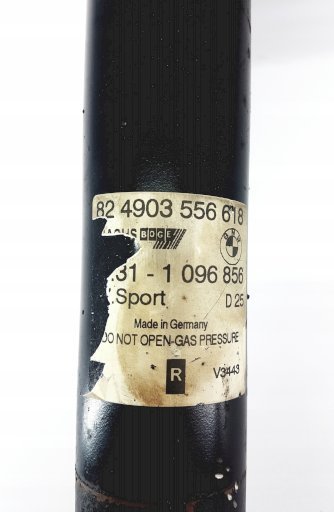 82 4903 556 618
ACHS BOGE
31 - 1 096 856
.Sport D 25
Made in Germany
DO NOT OPEN-GAS PRESSURE
R V3443